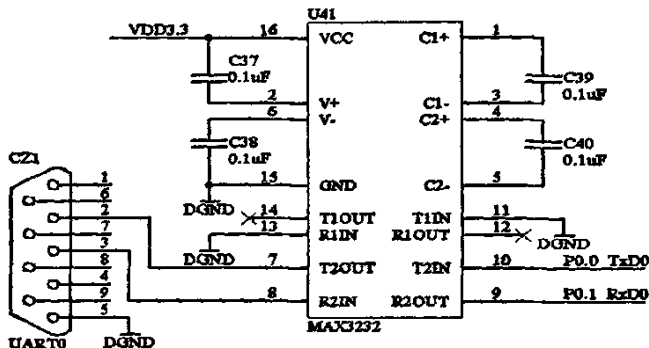 U41
VDD3.3 16 VCC C1+ 1
C37
0.1uF
C39
0.1uF
2 V+ C1- 3
6 V- C2+ 4
C38
0.1uF
C40
0.1uF
CZ1
15 GND C2- 5
DGND
1
6
2
7
3
8
4
9
5
14 T1OUT T1IN 11
13 R1IN R1OUT 12
DGND
DGND
7 T2OUT T2IN 10 P0.0 TxD0
8 R2IN R2OUT 9 P0.1 RxD0
MAX3232
UART0
DGND